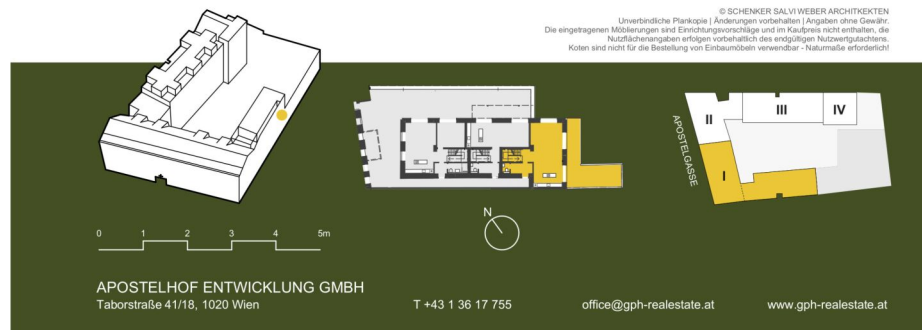 © SCHENKER SALVI WEBER ARCHITKEKTEN
Unverbindliche Plankopie | Änderungen vorbehalten | Angaben ohne Gewähr.
Die eingetragenen Möblierungen sind Einrichtungsvorschläge und im Kaufpreis nicht enthalten, die
Nutzflächenangaben erfolgen vorbehaltlich des endgültigen Nutzwertgutachtens.
Koten sind nicht für die Bestellung von Einbaumöbeln verwendbar - Naturmaße erforderlich!
II III IV
APOSTELGASSE
I
N
0 1 2 3 4 5m
APOSTELHOF ENTWICKLUNG GMBH
Taborstraße 41/18, 1020 Wien T +43 1 36 17 755 office@gph-realestate.at www.gph-realestate.at